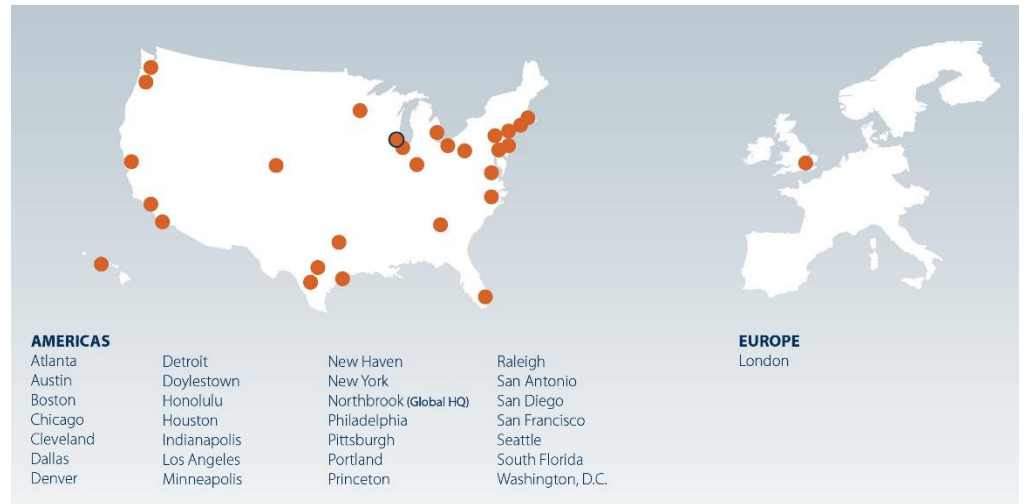 AMERICAS
Atlanta
Austin
Boston
Chicago
Cleveland
Dallas
Denver
Detroit
Doylestown
Honolulu
Houston
Indianapolis
Los Angeles
Minneapolis
New Haven
New York
Northbrook (Global HQ)
Philadelphia
Pittsburgh
Portland
Princeton
Raleigh
San Antonio
San Diego
San Francisco
Seattle
South Florida
Washington, D.C.
EUROPE
London